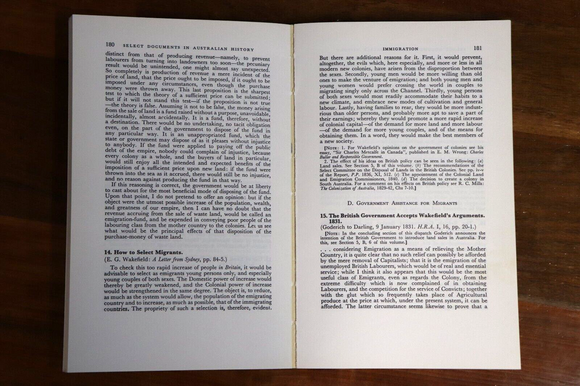 180 SELECT DOCUMENTS IN AUSTRALIAN HISTORY
distinct from that of producing revenue—namely, to prevent
labourers from turning into landowners too soon—the pecuniary
result would be unintended, one might almost say unexpected.
So completely is production of revenue a mere incident of the
price of land, that the price ought to be imposed, if it ought to be
imposed under any circumstances, even though the purchase
money were thrown away. This last proposition is the sharpest
test to which the theory of a sufficient price can be submitted;
but if it will not stand this test—if the proposition is not true
—the theory is false. Assuming it not to be false, the money arising
from the sale of land is a fund raised without a purpose, unavoidable,
incidentally, almost accidentally. It is a fund, therefore, without
a destination. There would be no undertaking, no tacit obligation
even, on the part of the government to dispose of the fund in
any particular way. It is an unappropriated fund, which the
state or government may dispose of as it pleases without injustice
to anybody. If the fund were applied to paying off the public
debt of the empire, nobody could complain of injustice, because
every colony as a whole, and the buyers of land in particular,
would still enjoy all the intended and expected benefits of the
imposition of a sufficient price upon new land: if the fund were
thrown into the sea as it accrued, there would still be no injustice,
and no reason against producing the fund in that way.
If this reasoning is correct, the government would be at liberty
to cast about for the most beneficial mode of disposing of the fund.
Upon that point, I do not pretend to offer an opinion: but if the
object were the utmost possible increase of the population, wealth,
and greatness of our empire, then I can have no doubt that the
revenue accruing from the sale of waste land, would be called an
emigration-fund, and be expended in conveying poor people of the
labouring class from the mother country to the colonies. Let us see
what would be the principal effects of this disposition of the
purchase-money of waste land.
14. How to Select Migrants.
(E. G. Wakefield: A Letter from Sydney, pp. 84-5.)
To check this too rapid increase of people in Britain, it would be
advisable to select as emigrants young persons only, and especially
young couples of both sexes. The Domestic power of increase would
thereby be greatly weakened, and the Colonial power of increase
would be strengthened in the same degree. The object is, to reduce,
as much as the extent would allow, the population of the emigrating
country and to increase, as much as possible, that of the immigrating
countries. The propriety of such a selection is, therefore, evident.
IMMIGRATION 181
But there are additional reasons for it. First, it would prevent,
altogether, the evils which, here especially, and more or less in all
modern new colonies, have arisen from the disproportion between
the sexes. Secondly, young men would be more willing than old
ones to make the venture of emigration; and both young men and
young women would prefer crossing the world in couples to
migrating singly only across the Channel. Thirdly, young persons
of both sexes would most readily accommodate their habits to a
new climate, and embrace new modes of cultivation and general
labour. Lastly, having families to rear, they would be more indust-
rious than older persons, and probably more apt to save a part of
their earnings; whereby they would promote a more rapid increase
of colonial capital—of the demand for more land and more labour
—of the demand for more young couples, and of the means for
obtaining them. In a word, they would make the best members of
a new society.
D. GOVERNMENT ASSISTANCE FOR MIGRANTS
15. The British Government Accepts Wakefield's Arguments.
1831.
(Goderich to Darling, 9 January 1831. H.R.A. I, 16, pp. 20-1.)
[NOTE: In the concluding section of this dispatch Goderich announces the
intention of the British Government to introduce land sales in Australia. For
this, see Section 5, B, 6 of this volume.]
. . . considering Emigration as a means of relieving the Mother
Country, it is quite clear that no such relief can possibly be afforded
by the mere removal of Capitalists; that it is the emigration of the
unemployed British Labourers, which would be of real and essential
service; while I think it also appears that this would be the most
useful class of Emigrants, even as regards the Colony, from the
extreme difficulty which is now complained of in obtaining
Labourers, and the competition for the service of Convicts; together
with the glut which so frequently takes place of Agricultural
produce at the price at which, under the present system, it can be
afforded. The latter circumstance seems likewise to prove that a